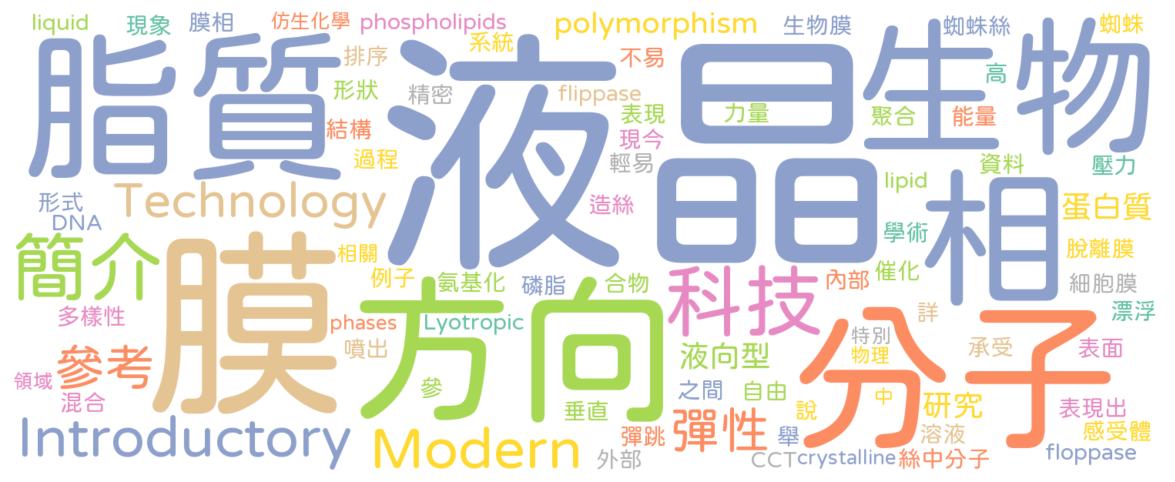 liquid
現象
膜相
仿生化學
phospholipids
polymorphism
生物膜
蜘蛛絲
蜘蛛
系統
不易
排序
脂質
液晶
生物
高
形狀
精密
flippase
表現
力量
聚合
能量
結構
現今
過程
輕易
資料
壓力
lipid
相
形式
DNA
Technology
造絲
蛋白質
學術
簡介
膜
相關
脫離膜
例子
氨基化
磷脂
合物
方向
科技
內部
催化
細胞膜
多樣性
phases
Lyotropic
分子
詳
漂浮
噴出
特別
參考
液向型
物理
承受
表面
領域
混合
參
之間
自由
中
垂直
說
研究
表現出
Introductory
Modern
彈跳
彈性
舉
溶液
感受體
外部
CCT
crystalline
絲中分子
floppase